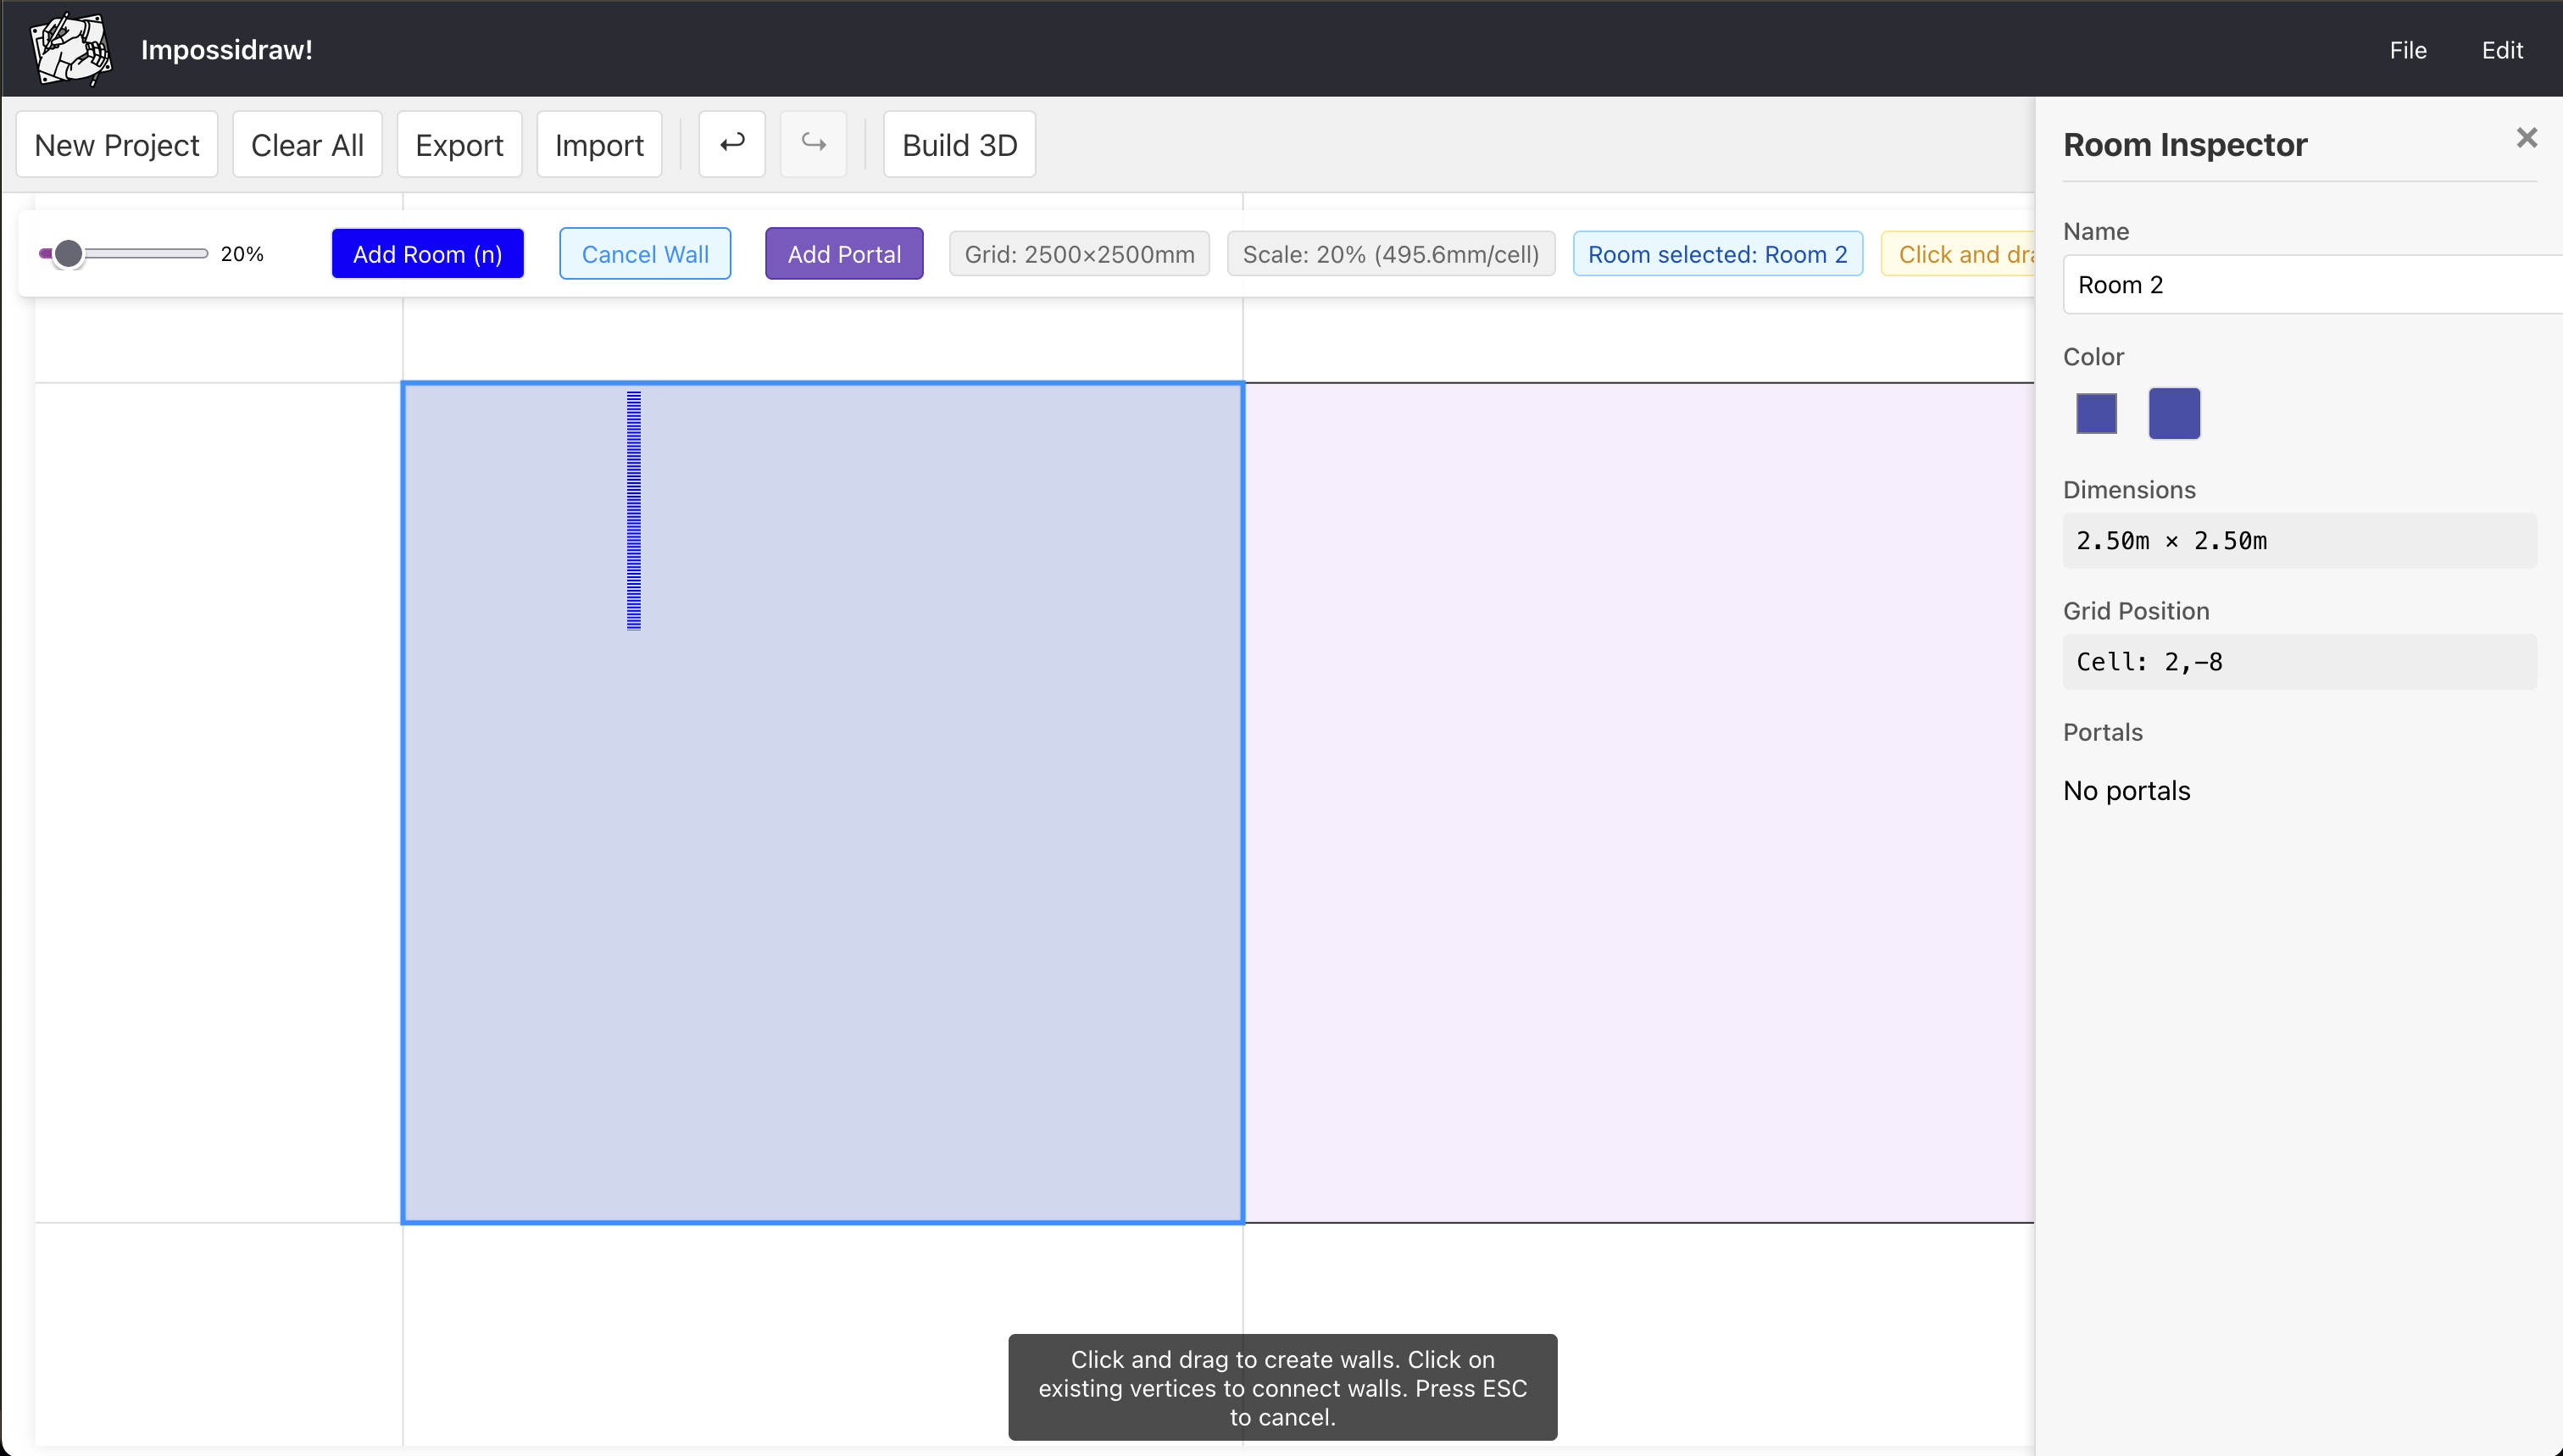 Impossidraw!
File Edit
New Project Clear All Export Import Build 3D
20% Add Room (n) Cancel Wall Add Portal Grid: 2500×2500mm Scale: 20% (495.6mm/cell) Room selected: Room 2 Click and
Room Inspector
Name
Room 2
Color
Dimensions
2.50m × 2.50m
Grid Position
Cell: 2,–8
Portals
No portals
Click and drag to create walls. Click on
existing vertices to connect walls. Press ESC
to cancel.